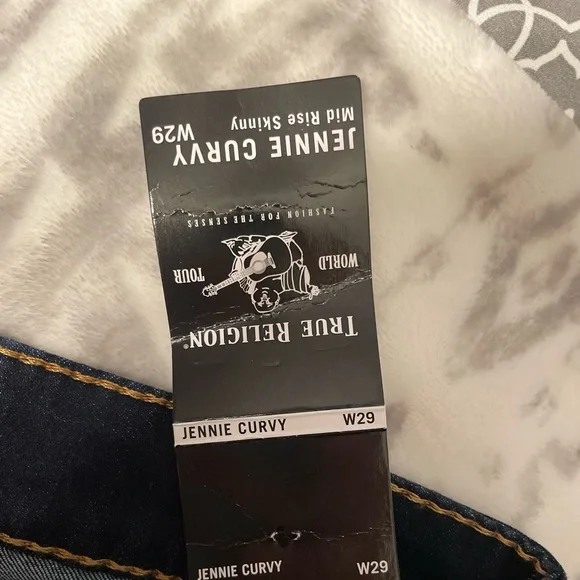 JENNIE CURVY
Mid Rise Skinny
W29
FASHION FOR THE SENSES
WORLD TOUR
TRUE RELIGION®
JENNIE CURVY W29
JENNIE CURVY W29